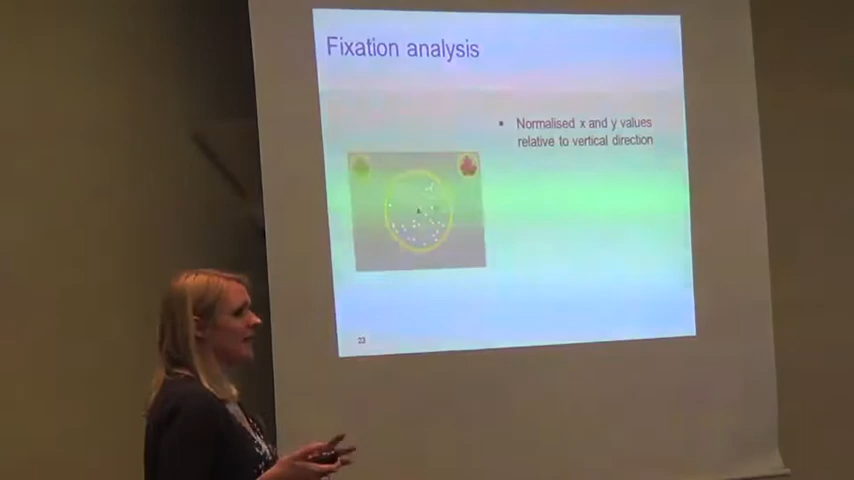 Fixation analysis
▪ Normalised x and y values
relative to vertical direction
23